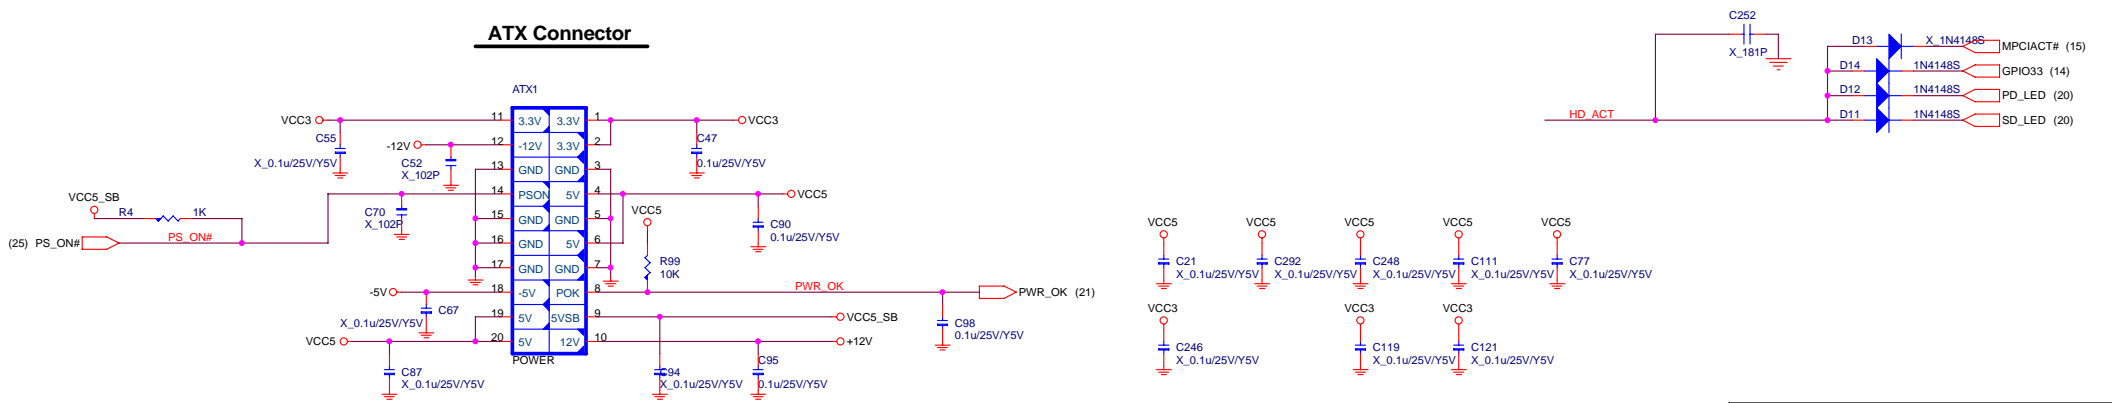 ATX Connector
ATX1
VCC3
C55
X_0.1u/25V/Y5V
-12V
C52
X_102P
VCC5_SB
R4 1K
(25) PS_ON#
PS_ON#
C70
X_102P
-5V
C67
X_0.1u/25V/Y5V
VCC5
C87
X_0.1u/25V/Y5V
11 3.3V 3.3V 1
12 -12V 3.3V 2
13 GND GND 3
14 PSON 5V 4
15 GND GND 5
16 GND 5V 6
17 GND GND 7
18 -5V POK 8
19 5V 5VSB 9
20 5V 12V 10
POWER
VCC3
C47
0.1u/25V/Y5V
VCC5
C90
0.1u/25V/Y5V
VCC5
R99
10K
PWR_OK
PWR_OK (21)
VCC5_SB
C98
0.1u/25V/Y5V
+12V
C94
X_0.1u/25V/Y5V
C95
0.1u/25V/Y5V
C252
X_181P
HD_ACT
D13 X_1N4148S MPCIACT# (15)
D14 1N4148S GPIO33 (14)
D12 1N4148S PD_LED (20)
D11 1N4148S SD_LED (20)
VCC5 VCC5 VCC5 VCC5 VCC5
C21 C292 C248 C111 C77
X_0.1u/25V/Y5V X_0.1u/25V/Y5V X_0.1u/25V/Y5V X_0.1u/25V/Y5V X_0.1u/25V/Y5V
VCC3 VCC3 VCC3
C246 C119 C121
X_0.1u/25V/Y5V X_0.1u/25V/Y5V X_0.1u/25V/Y5V